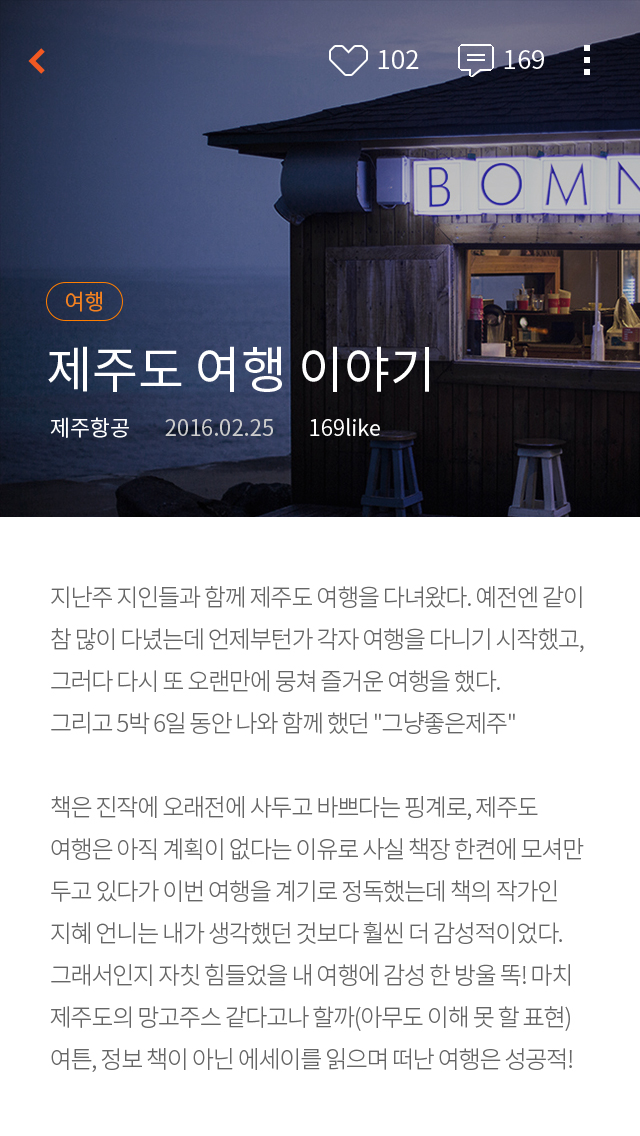 102
169
BOMN
여행
제주도 여행 이야기
제주항공 2016.02.25 169like
지난주 지인들과 함께 제주도 여행을 다녀왔다. 예전엔 같이
참 많이 다녔는데 언제부턴가 각자 여행을 다니기 시작했고,
그러다 다시 또 오랜만에 뭉쳐 즐거운 여행을 했다.
그리고 5박 6일 동안 나와 함께 했던 "그냥좋은제주"
책은 진작에 오래전에 사두고 바쁘다는 핑계로, 제주도
여행은 아직 계획이 없다는 이유로 사실 책장 한켠에 모셔만
두고 있다가 이번 여행을 계기로 정독했는데 책의 작가인
지혜 언니는 내가 생각했던 것보다 훨씬 더 감성적이었다.
그래서인지 자칫 힘들었을 내 여행에 감성 한 방울 똑! 마치
제주도의 망고주스 같다고나 할까(아무도 이해 못 할 표현)
여튼, 정보 책이 아닌 에세이를 읽으며 떠난 여행은 성공적!